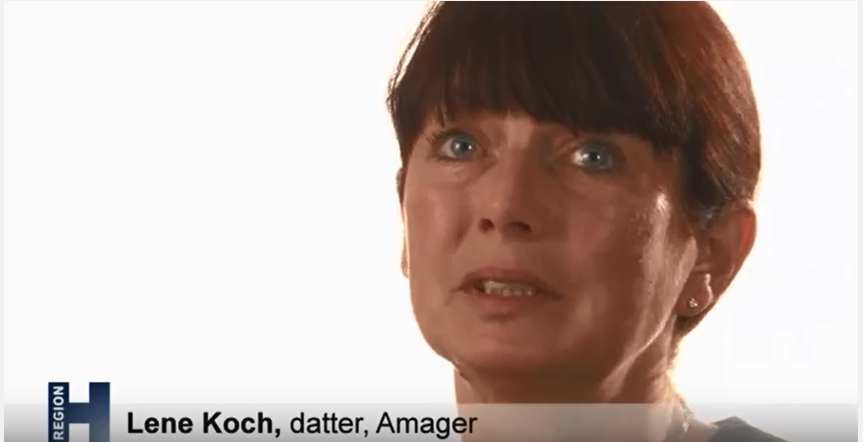 REGION H
Lene Koch, datter, Amager